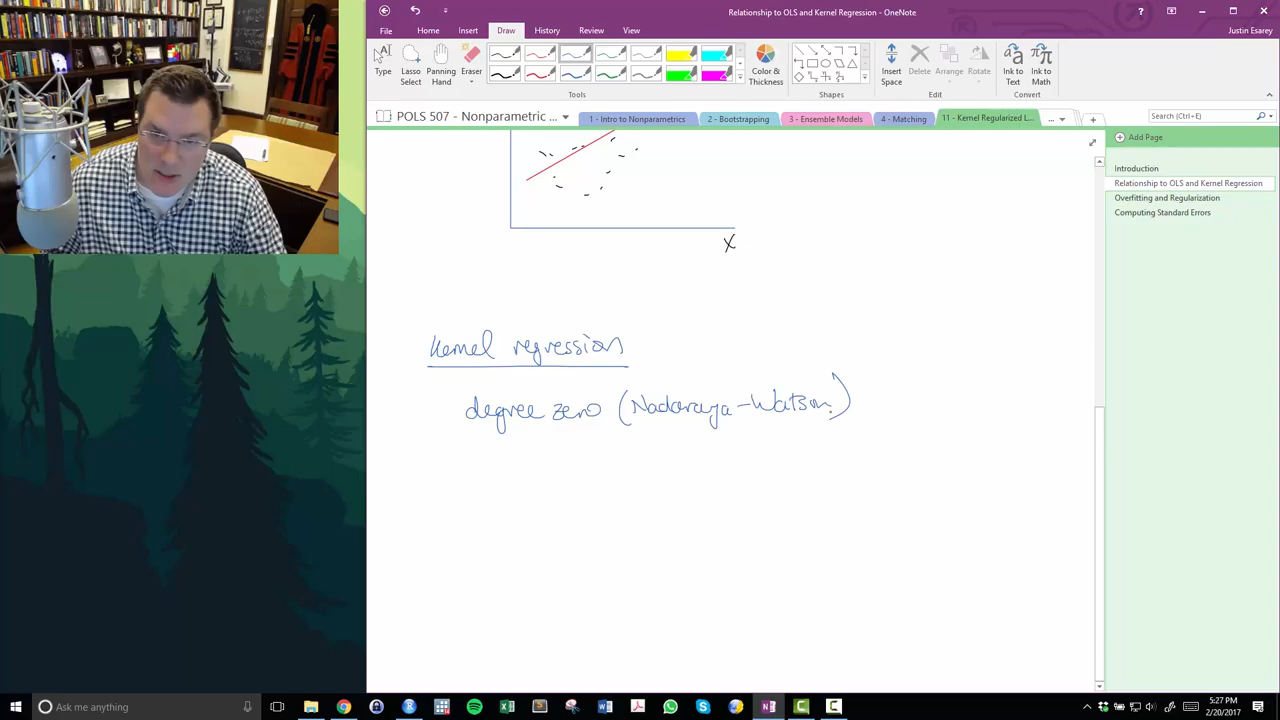 Relationship to OLS and Kernel Regression - OneNote
Justin Esarey
File Home Insert Draw History Review View
Type
Lasso Select
Panning Hand
Eraser
Color & Thickness
Insert Space
Delete
Arrange
Rotate
Ink to Text
Ink to Math
Tools Shapes Edit Convert
POLS 507 - Nonparametric ...
1 - Intro to Nonparametrics
2 - Bootstrapping
3 - Ensemble Models
4 - Matching
11 - Kernel Regularized L...
Search (Ctrl+E)
Add Page
Introduction
Relationship to OLS and Kernel Regression
Overfitting and Regularization
Computing Standard Errors
X
Kernel regression
degree zero (Nadaraya-Watson)
Ask me anything
5:27 PM
2/20/2017